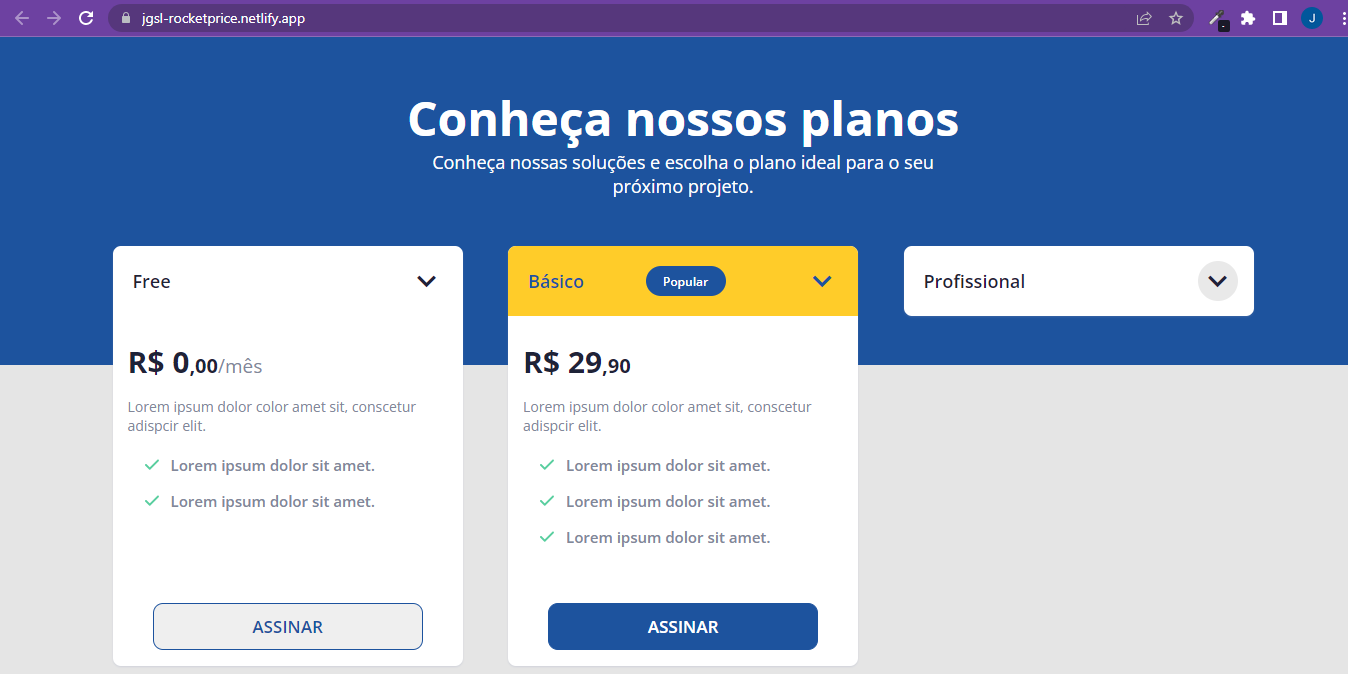 jgsl-rocketprice.netlify.app
J
Conheça nossos planos
Conheça nossas soluções e escolha o plano ideal para o seu
próximo projeto.
Free
R$ 0,00/mês
Lorem ipsum dolor color amet sit, conscetur
adispcir elit.
Lorem ipsum dolor sit amet.
Lorem ipsum dolor sit amet.
ASSINAR
Básico
Popular
R$ 29,90
Lorem ipsum dolor color amet sit, conscetur
adispcir elit.
Lorem ipsum dolor sit amet.
Lorem ipsum dolor sit amet.
Lorem ipsum dolor sit amet.
ASSINAR
Profissional